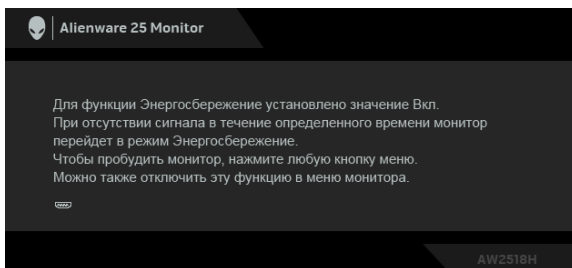 Alienware 25 Monitor
Для функции Энергосбережение установлено значение Вкл.
При отсутствии сигнала в течение определенного времени монитор
перейдет в режим Энергосбережение.
Чтобы пробудить монитор, нажмите любую кнопку меню.
Можно также отключить эту функцию в меню монитора.
AW2518H